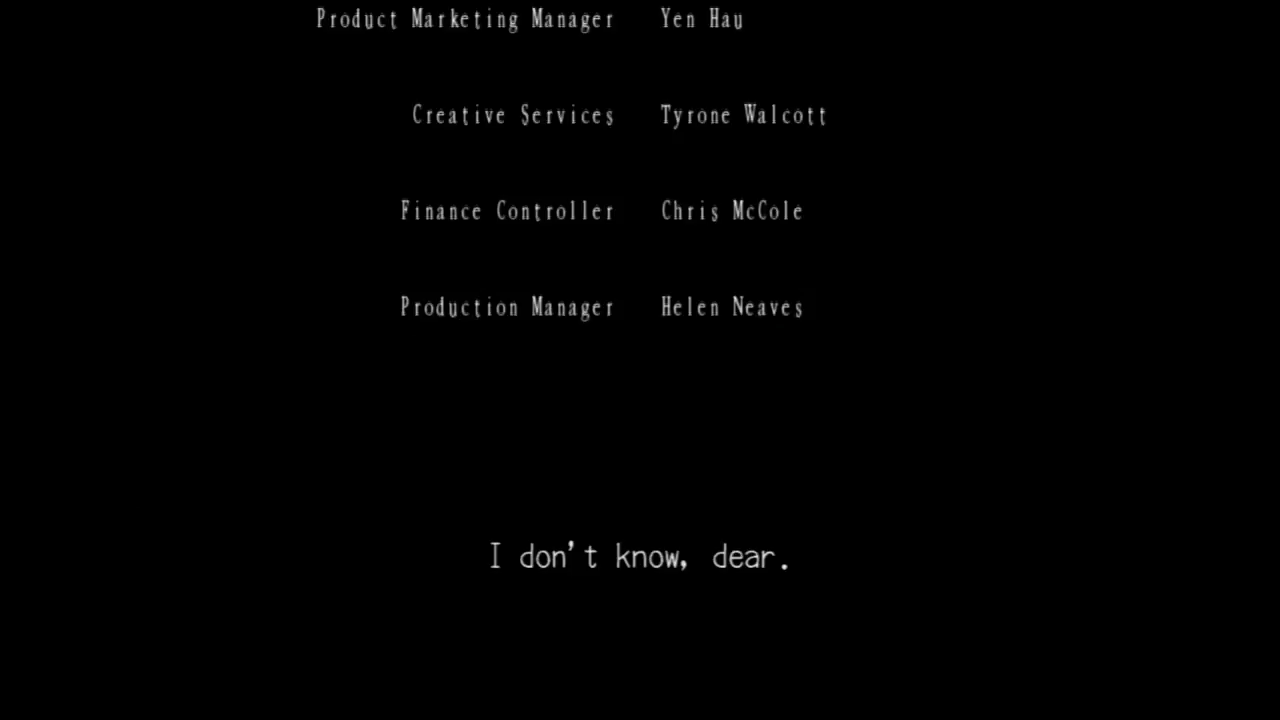 Product Marketing Manager Yen Hau
Creative Services Tyrone Walcott
Finance Controller Chris McCole
Production Manager Helen Neaves
I don't know, dear.